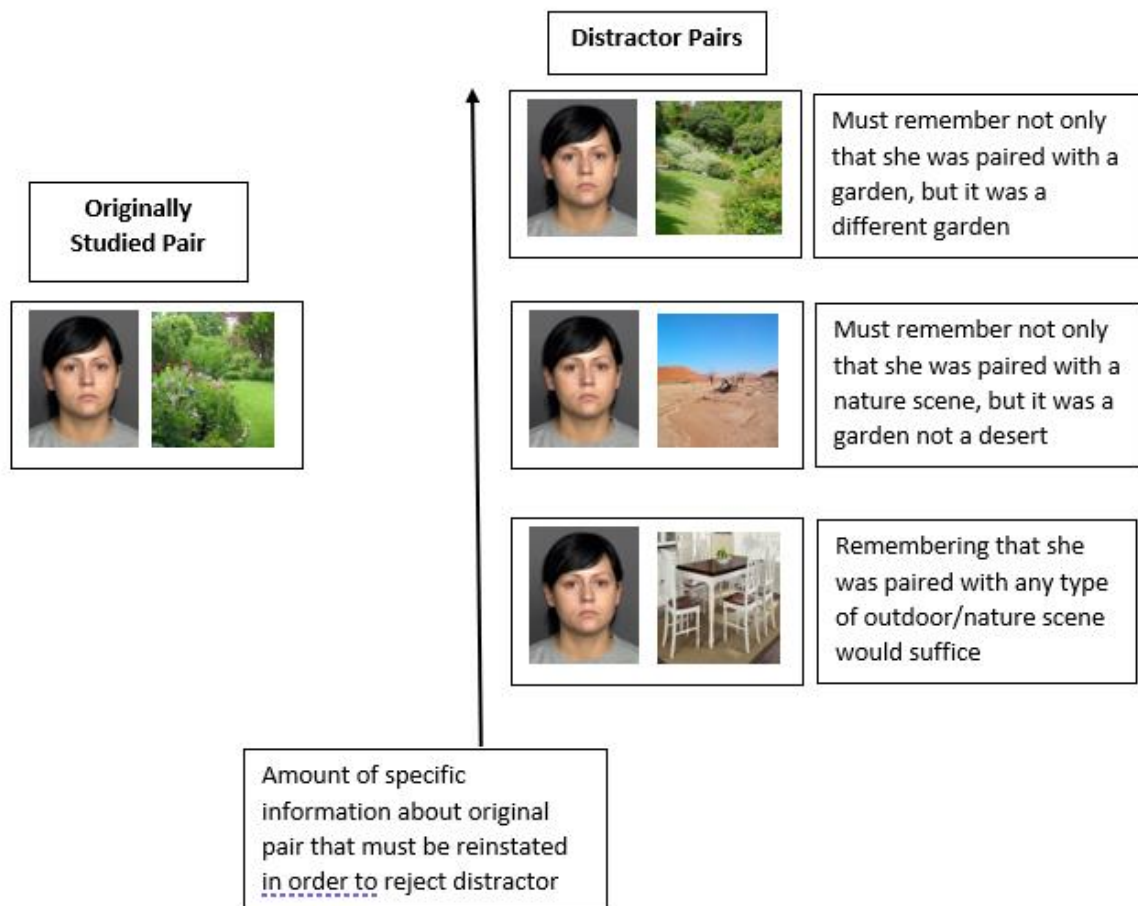 Distractor Pairs
Originally
Studied Pair
Must remember not only
that she was paired with a
garden, but it was a
different garden
Must remember not only
that she was paired with a
nature scene, but it was a
garden not a desert
Remembering that she
was paired with any type
of outdoor/nature scene
would suffice
Amount of specific
information about original
pair that must be reinstated
in order to reject distractor